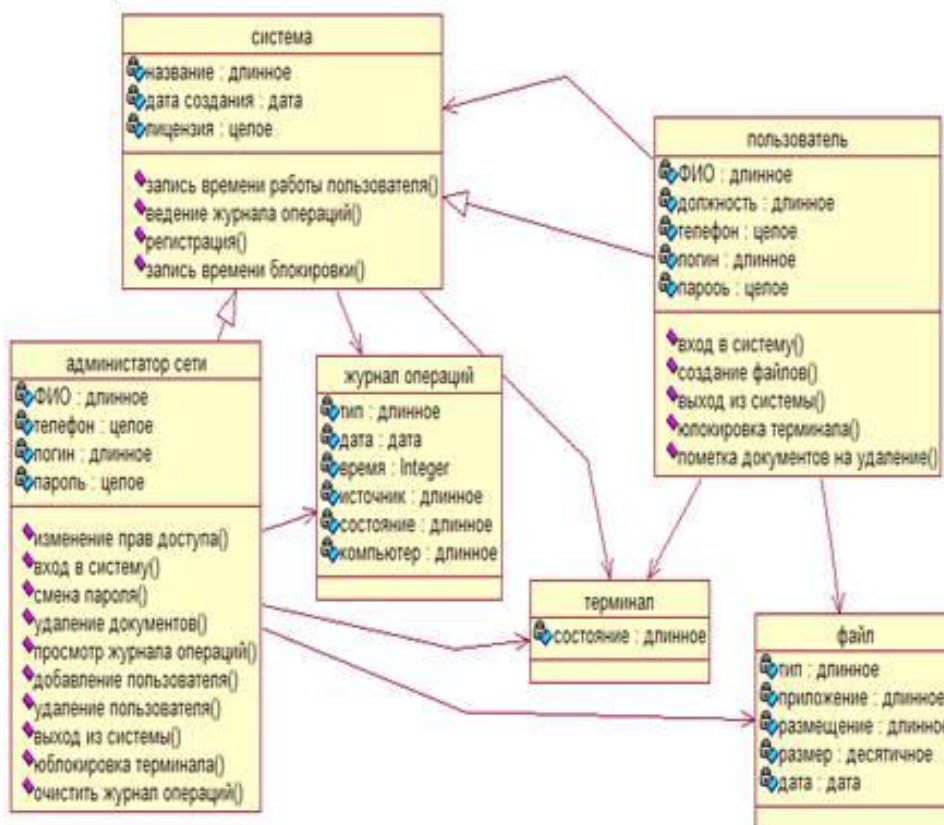 система
название : длинное
дата создания : дата
лицензия : целое
запись времени работы пользователя()
ведение журнала операций()
регистрация()
запись времени блокировки()
пользователь
ФИО : длинное
должность : длинное
телефон : целое
логин : длинное
парооь : целое
вход в систему()
создание файлов()
выход из системы()
юлокировка терминала()
пометка документов на удаление()
администатор сети
ФИО : длинное
телефон : целое
логин : длинное
пароль : целое
изменение прав доступа()
вход в систему()
смена пароля()
удаление документов()
просмотр журнала операций()
добавление пользователя()
удаление пользователя()
выход из системы()
юблокировка терминала()
очистить журнал операций()
журнал операций
тип : длинное
дата : дата
время : Integer
источник : длинное
состояние : длинное
компьютер : длинное
терминал
состояние : длинное
файл
тип : длинное
приложение : длинное
размещение : длинное
размер : десятичное
дата : дата